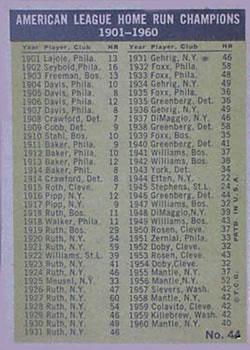 AMERICAN LEAGUE HOME RUN CHAMPIONS
1901-1960
Year Player, Club HR Year Player, Club HR
1901 Lajoie, Phila. 13
1902 Seybold, Phila. 16
1903 Freeman, Bos. 13
1904 Davis, Phila. 10
1905 Davis, Phila.
1906 Davis, Phila. 12
1907 Davis, Phila. 8
1908 Crawford, Det. 7
1909 Cobb, Det. 9
1910 Stahl, Bos. 10
1911 Baker, Phila.
1912 Baker, Phila.
1913 Baker, Phila. 12
1914 Baker, Phil. 8
1914 Crawford, Det. 8
1915 Roth, Cleve. 7
1916 Pipp, N.Y. 12
1917 Pipp, N.Y. 9
1918 Ruth, Bos. 11
1918 Walker, Phila. 11
1919 Ruth, Bos. 29
1920 Ruth, N.Y. 54
1921 Ruth, N.Y. 59
1922 Williams, St.L. 39
1923 Ruth, N.Y.
1924 Ruth, N.Y. 46
1925 Meusel, N.Y. 33
1926 Ruth, N.Y. 47
1927 Ruth, N.Y. 60
1928 Ruth, N.Y. 54
1929 Ruth, N.Y. 46
1930 Ruth, N.Y. 49
1931 Ruth, N.Y. 46
1931 Gehrig, N.Y. 46
1932 Foxx, Phila. 58
1933 Foxx, Phila. 48
1934 Gehrig, N.Y. 49
1935 Greenberg, Det. 36
1935 Foxx, Phila. 36
1936 Gehrig, N.Y. 49
1937 DiMaggio, N.Y. 46
1938 Greenberg, Det. 58
1939 Foxx, Bos. 35
1940 Greenberg, Det. 41
1941 Williams, Bos. 37
1942 Williams, Bos. 36
1943 York, Det. 34
1944 Etten, N.Y. 22
1945 Stephens, St.L. 24
1946 Greenberg, Det. 44
1947 Williams, Bos. 32
1948 DiMaggio, N.Y. 39
1949 Williams, Bos. 43
1950 Rosen, Cleve. 37
1951 Zernial, Phila. 33
1952 Doby, Cleve. 32
1953 Rosen, Cleve. 43
1954 Doby, Cleve. 32
1955 Mantle, N.Y. 37
1956 Mantle, N.Y. 52
1957 Sievers, Wash. 42
1958 Mantle, N.Y. 42
1959 Colavito, Cleve. 42
1959 Killebrew, Wash. 42
1960 Mantle, N.Y. 40
No. 44